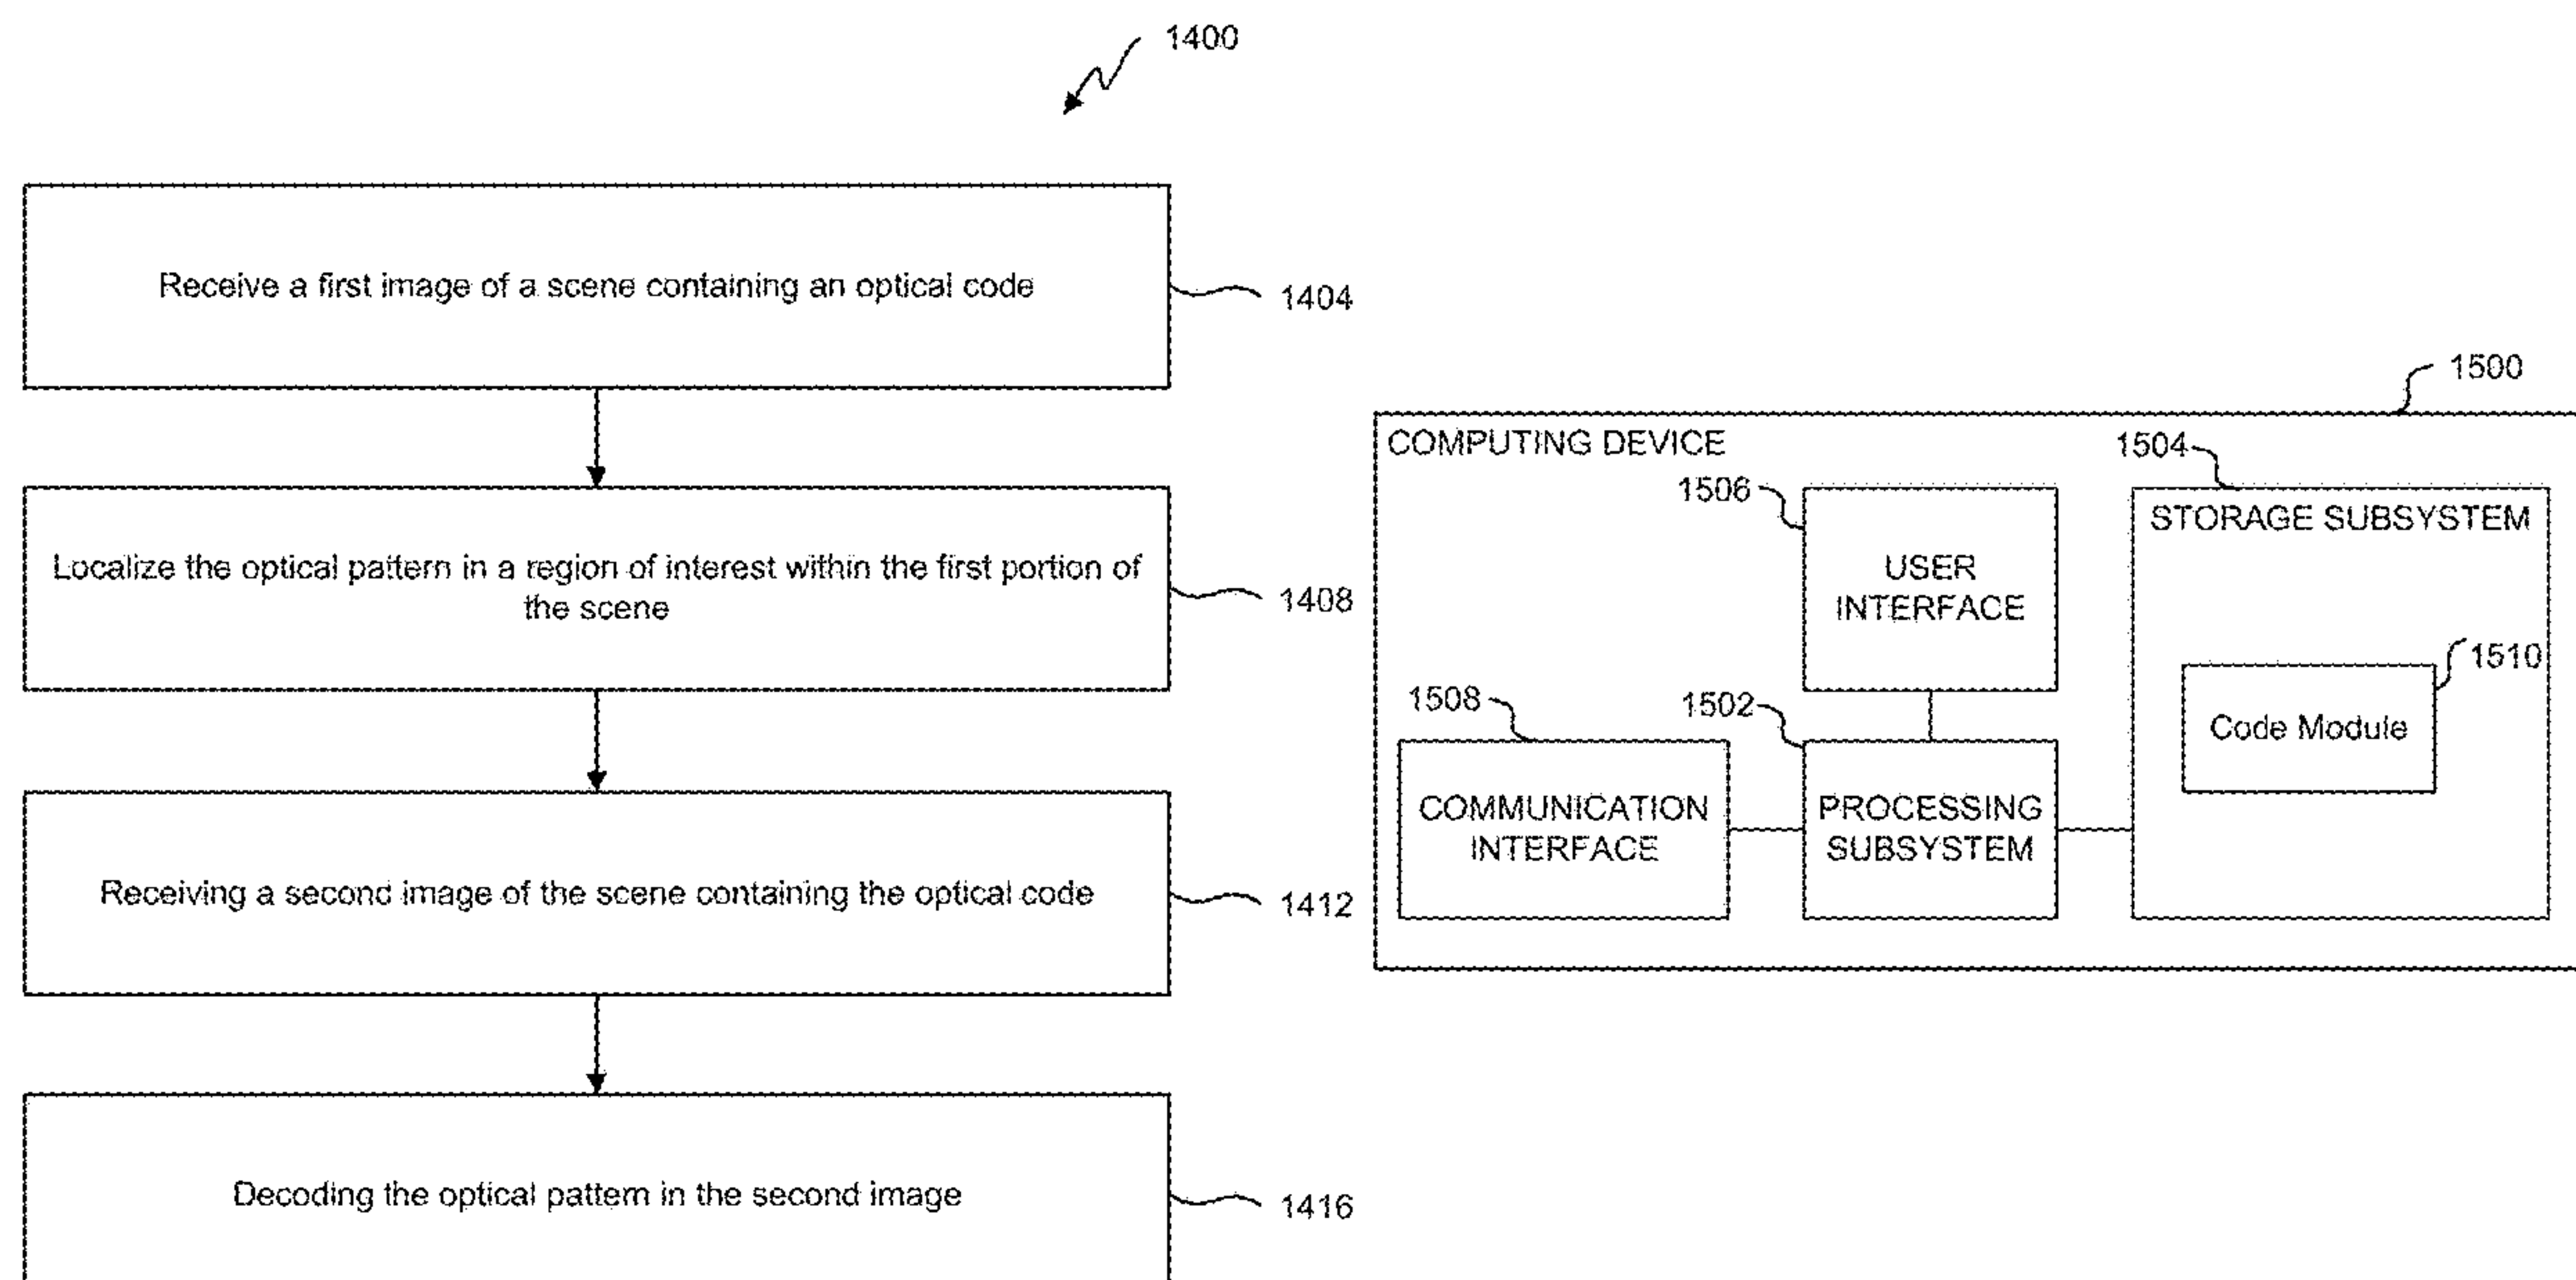 1400
Receive a first image of a scene containing an optical code
1404
Localize the optical pattern in a region of interest within the first portion of
the scene
1408
Receiving a second image of the scene containing the optical code
1412
Decoding the optical pattern in the second image
1416
1500
COMPUTING DEVICE
1504
1506
STORAGE SUBSYSTEM
USER
INTERFACE
1510
Code Module
1508
1502
COMMUNICATION
INTERFACE
PROCESSING
SUBSYSTEM